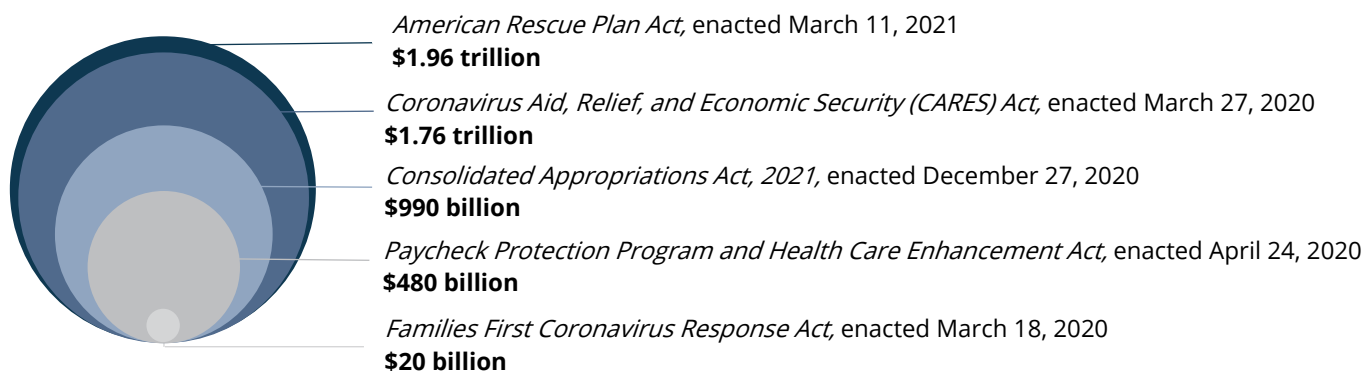 American Rescue Plan Act, enacted March 11, 2021
$1.96 trillion
Coronavirus Aid, Relief, and Economic Security (CARES) Act, enacted March 27, 2020
$1.76 trillion
Consolidated Appropriations Act, 2021, enacted December 27, 2020
$990 billion
Paycheck Protection Program and Health Care Enhancement Act, enacted April 24, 2020
$480 billion
Families First Coronavirus Response Act, enacted March 18, 2020
$20 billion